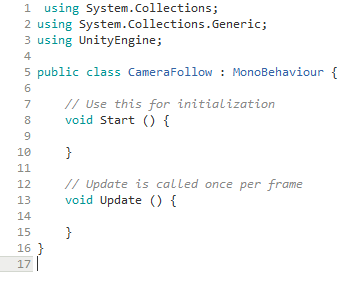 1 using System.Collections;
2 using System.Collections.Generic;
3 using UnityEngine;
4
5 public class CameraFollow : MonoBehaviour {
6
7     // Use this for initialization
8     void Start () {
9
10     }
11
12     // Update is called once per frame
13     void Update () {
14
15     }
16 }
17